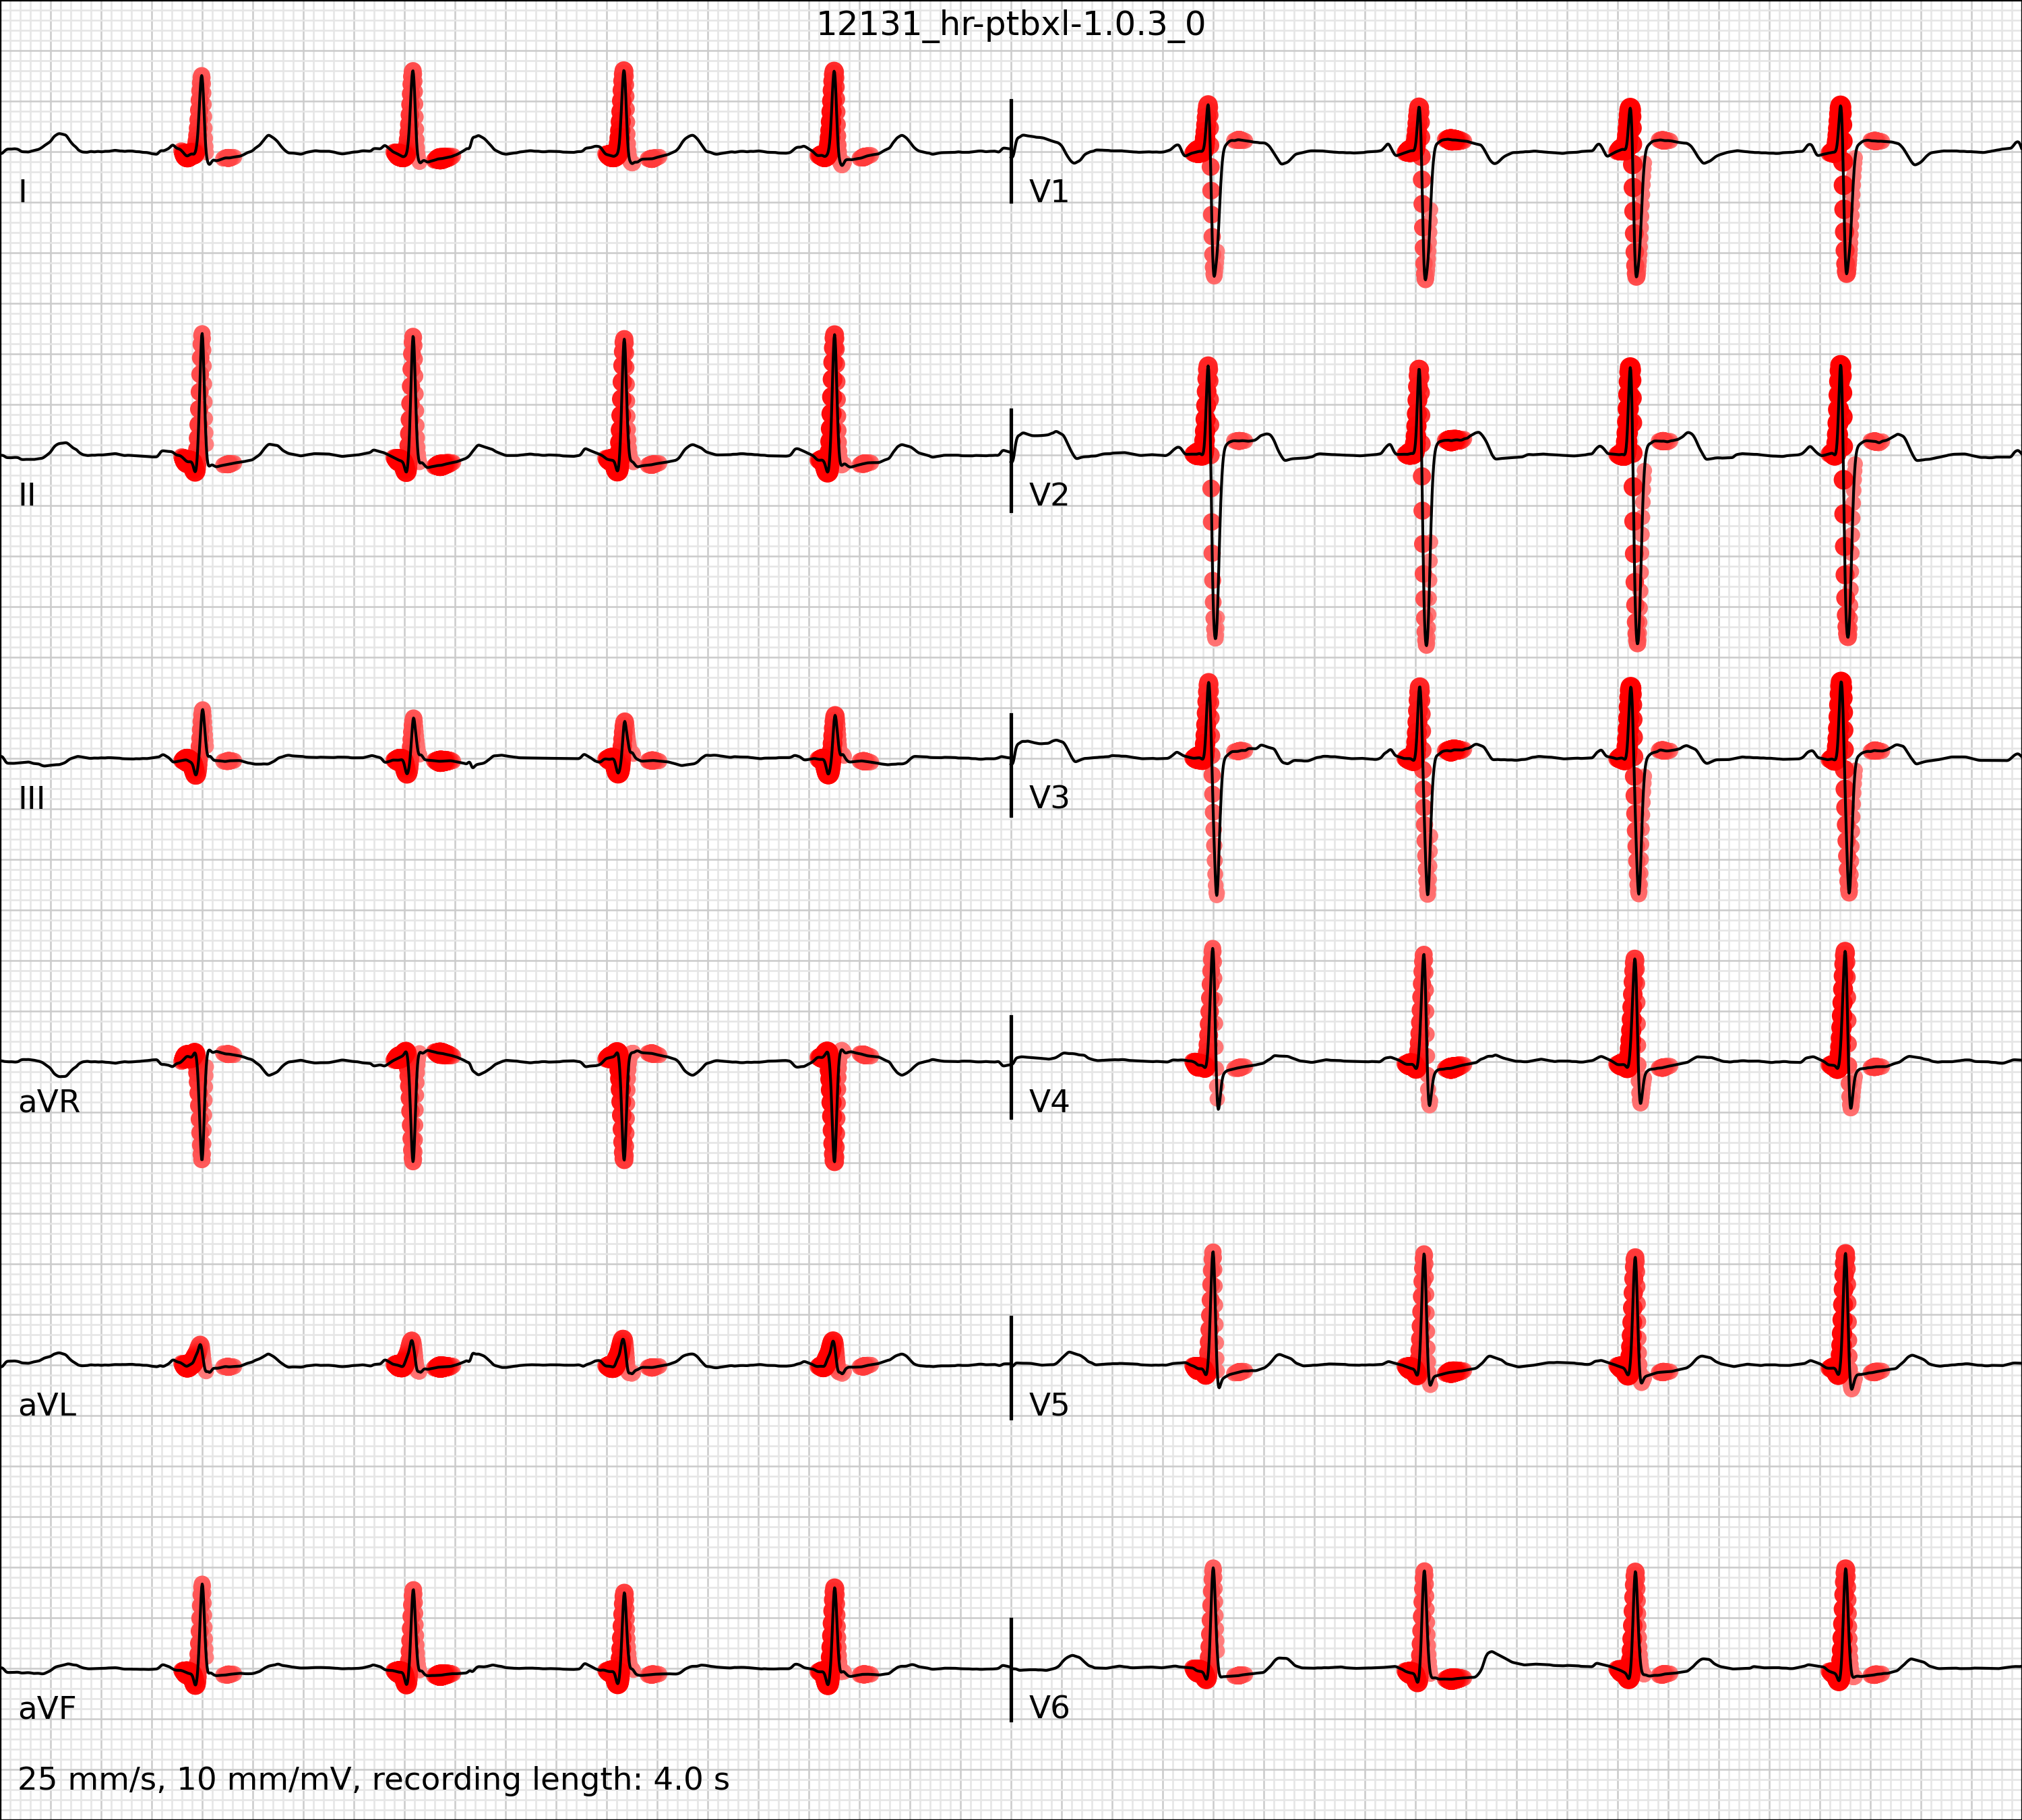 12131_hr-ptbxl-1.0.3_0
I
V1
II
V2
III
V3
aVR
V4
aVL
V5
aVF
V6
25 mm/s, 10 mm/mV, recording length: 4.0 s